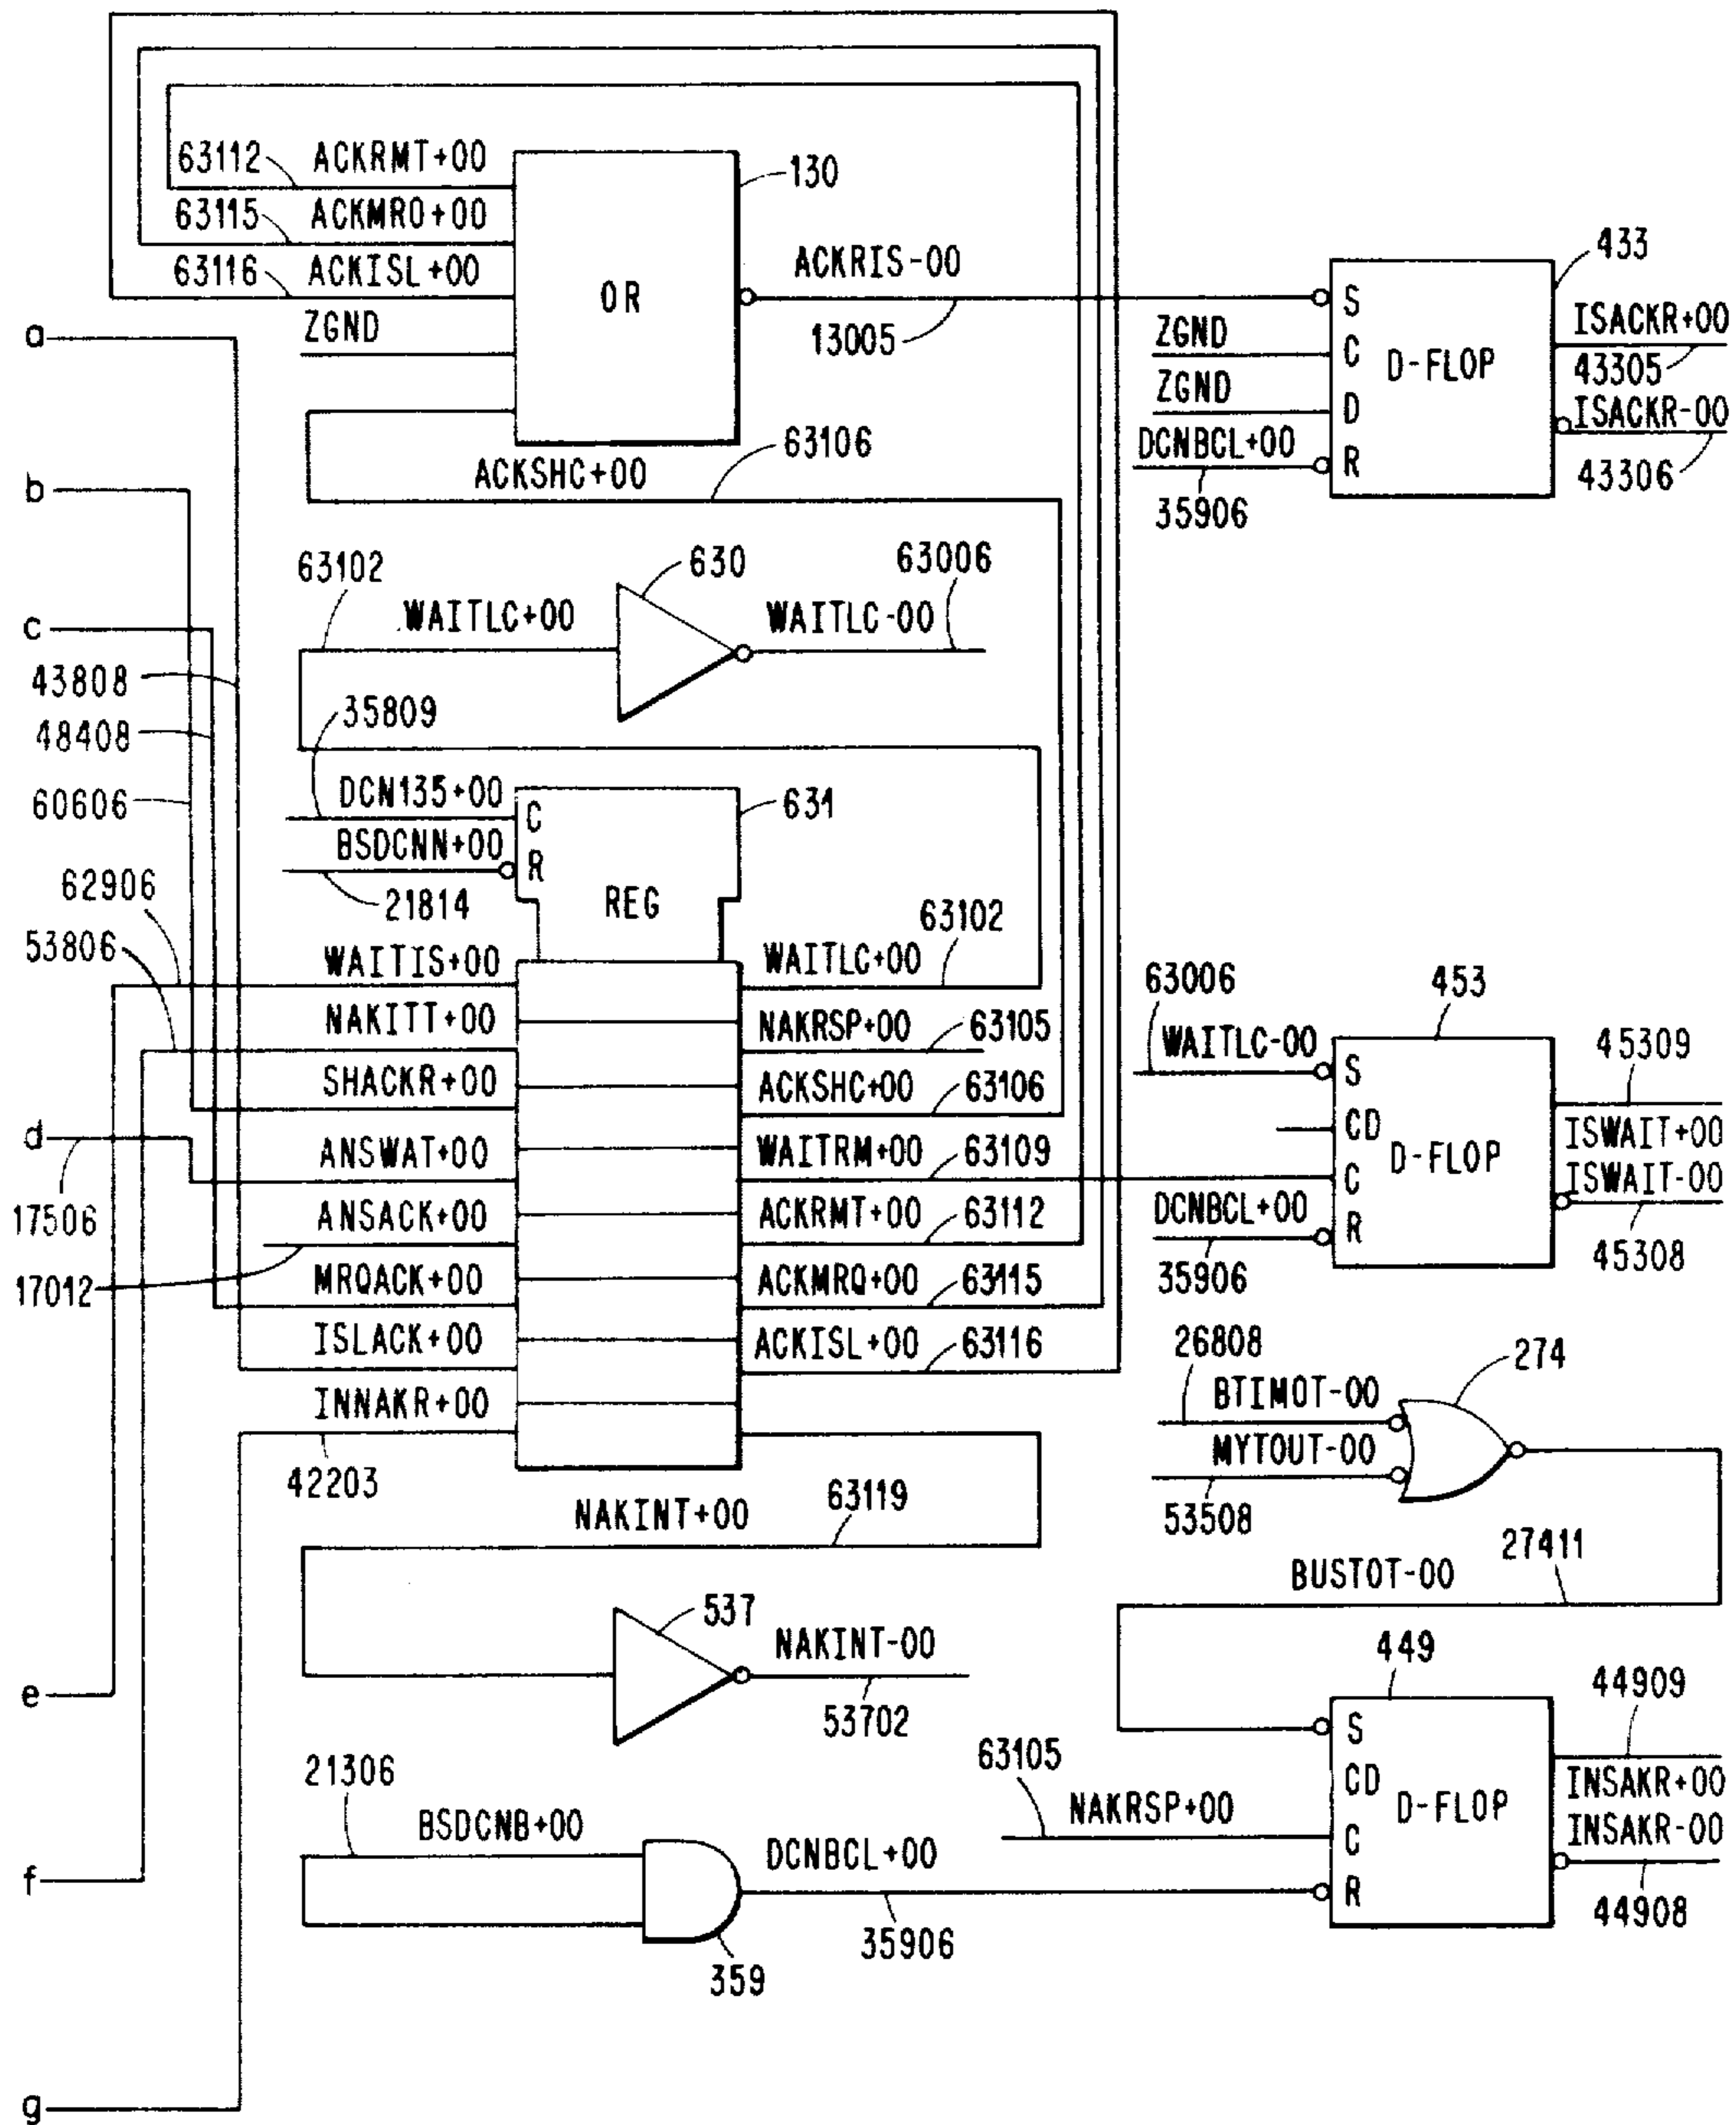 63112 ACKRMT+00
130
63115 ACKMRO+00
63116 ACKISL+00
OR
ACKRIS-00
13005
ZGND
433
S
ZGND
C
D-FLOP
ISACKR+00
43305
ZGND
D
ISACKR-00
43306
DCNBCL+00
R
35906
a
ACKSHC+00
63106
b
63102
630
63006
c
WAITLC+00
WAITLC-00
43808
48408
60606
35809
DCN135+00
C
631
BSDCNN+00
R
21814
REG
62906
53806
63102
WAITIS+00
WAITLC+00
NAKITT+00
NAKRSP+00
63105
SHACKR+00
ACKSHC+00
63106
d
17506
ANSWAT+00
WAITRM+00
63109
ANSACK+00
ACKRMT+00
63112
17012
MRQACK+00
ACKMRQ+00
63115
ISLACK+00
ACKISL+00
63116
INNAKR+00
42203
63006
453
WAITLC-00
S
45309
CD
ISWAIT+00
C
D-FLOP
ISWAIT-00
DCNBCL+00
R
45308
35906
26808
274
BTIMOT-00
MYTOUT-00
53508
NAKINT+00
63119
27411
BUSTOT-00
537
NAKINT-00
53702
449
44909
S
e
63105
CD
INSAKR+00
21306
NAKRSP+00
C
D-FLOP
INSAKR-00
BSDCNB+00
DCNBCL+00
R
44908
f
35906
359
g